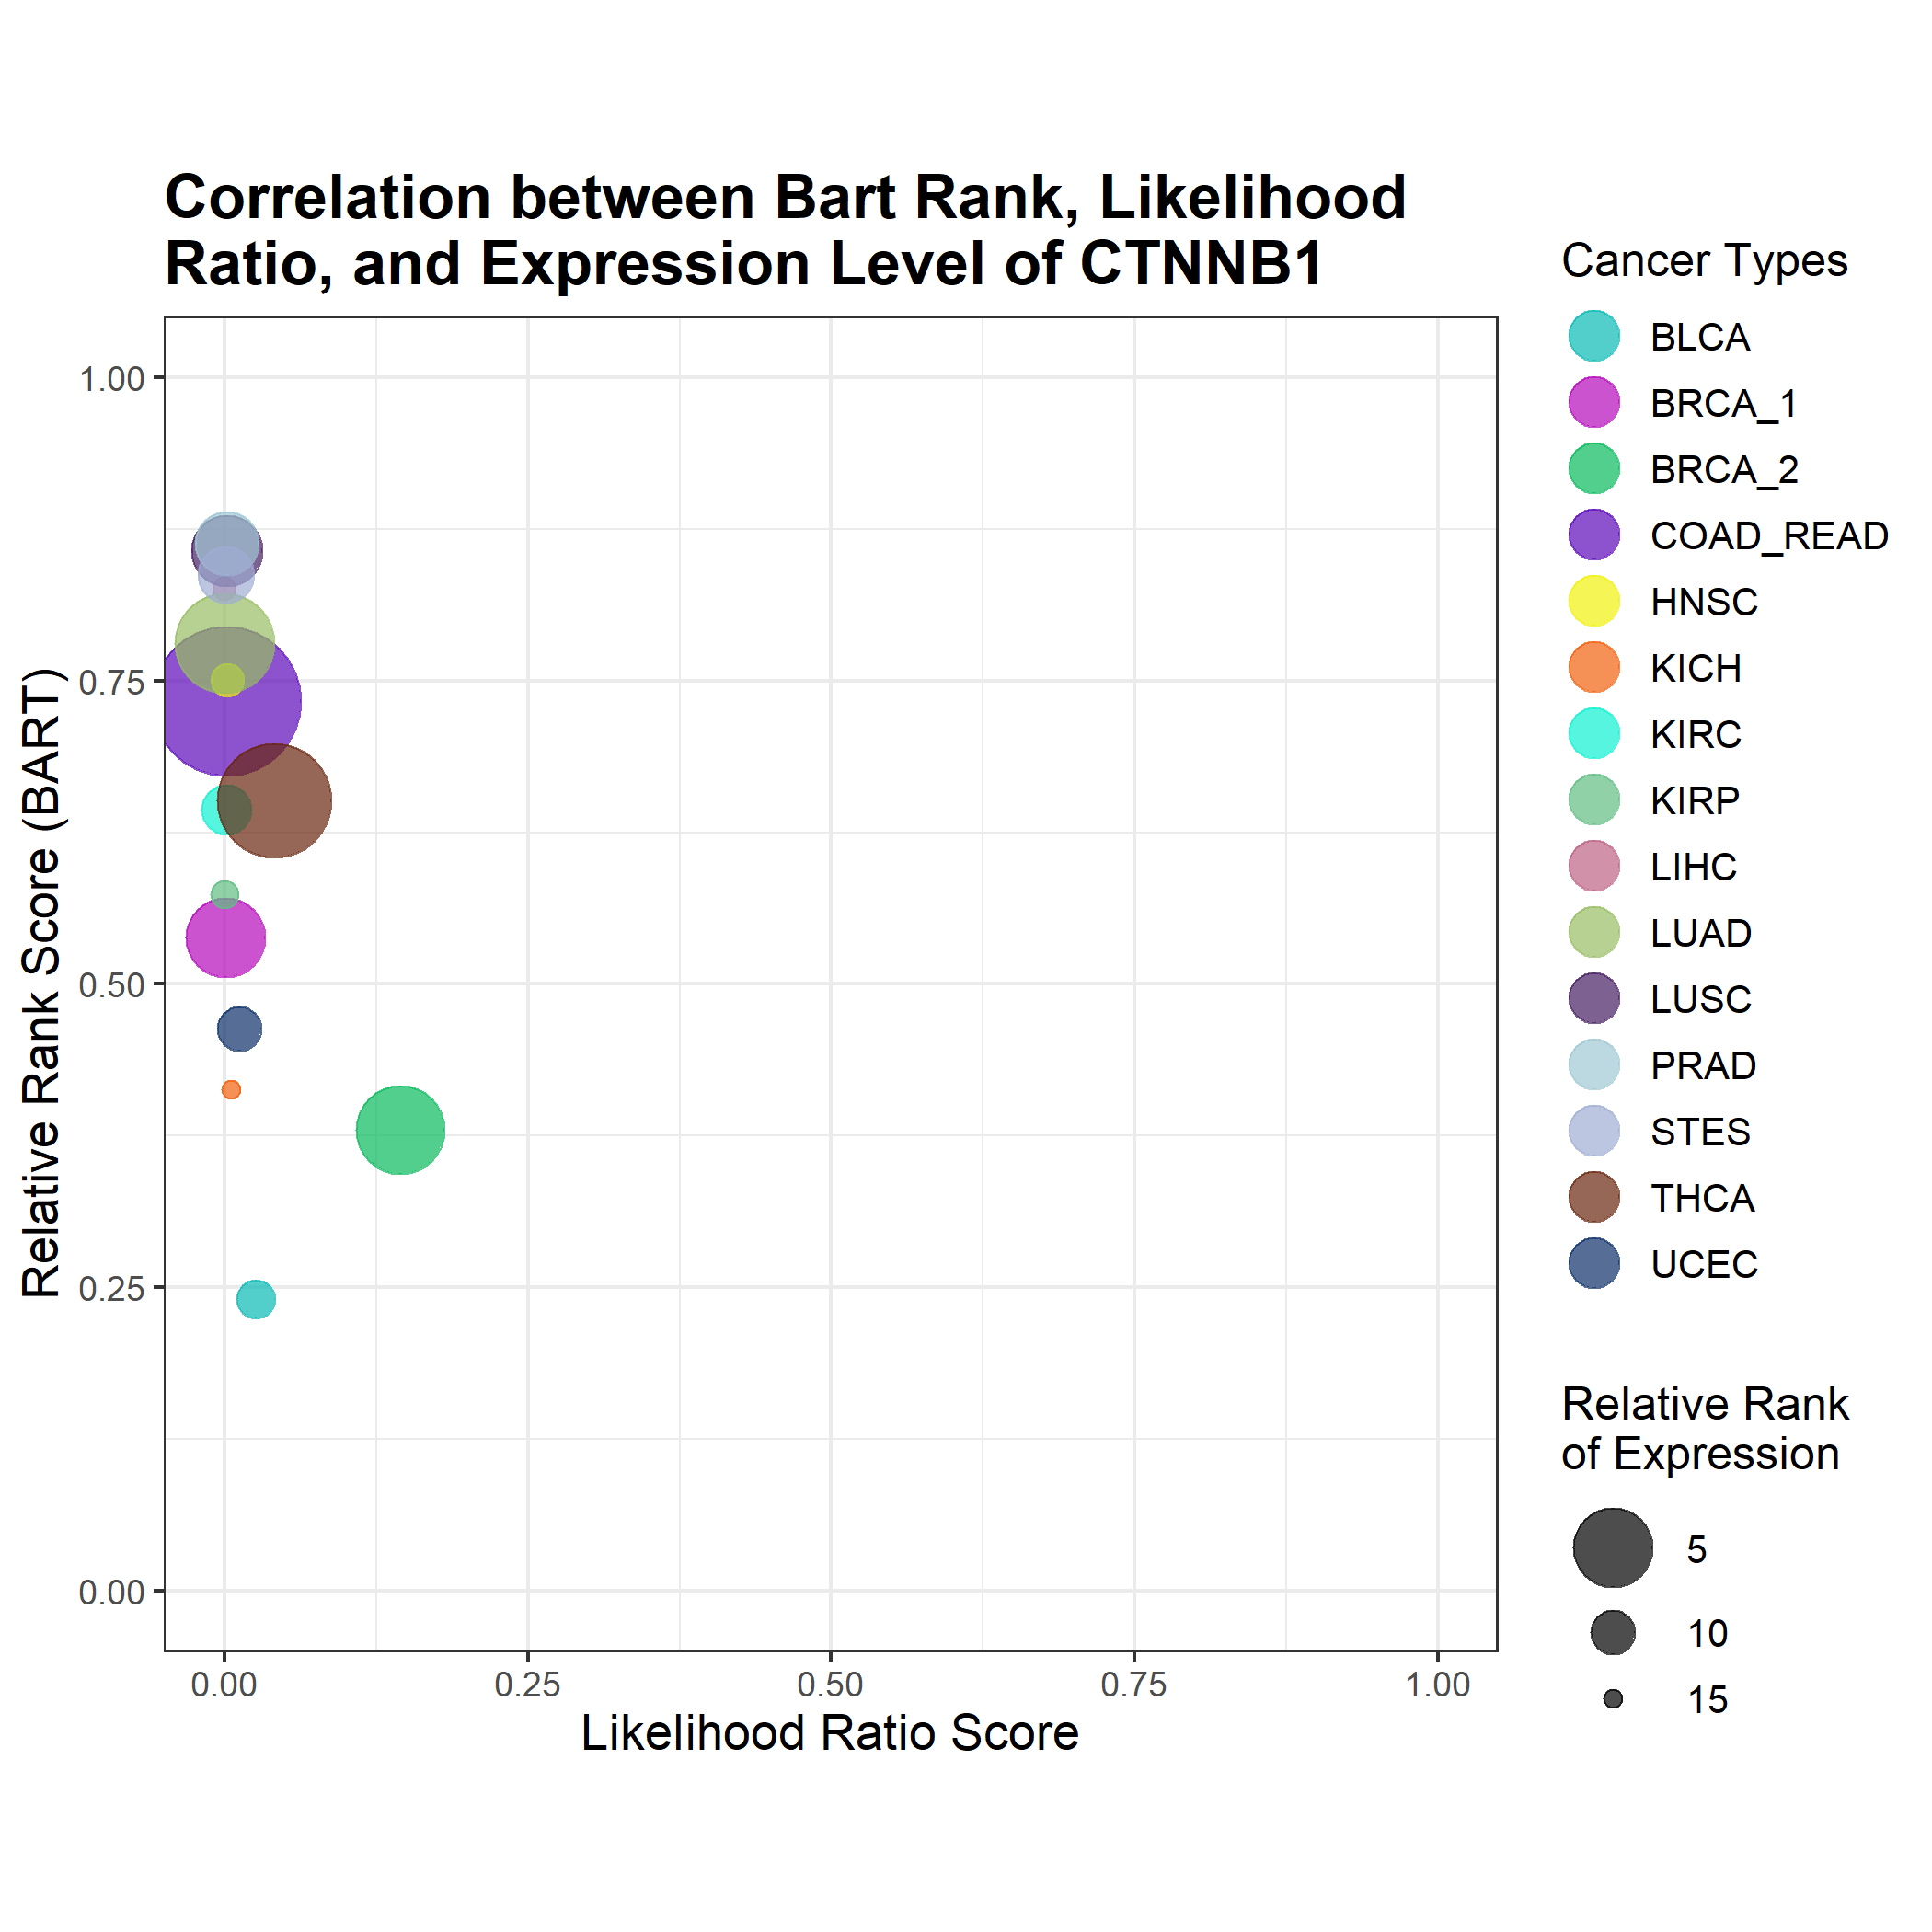 Correlation between Bart Rank, Likelihood
Ratio, and Expression Level of CTNNB1
Relative Rank Score (BART)
1.00
0.75
0.50
0.25
0.00
0.00 0.25 0.50 0.75 1.00
Likelihood Ratio Score
Cancer Types
BLCA
BRCA_1
BRCA_2
COAD_READ
HNSC
KICH
KIRC
KIRP
LIHC
LUAD
LUSC
PRAD
STES
THCA
UCEC
Relative Rank
of Expression
5
10
15